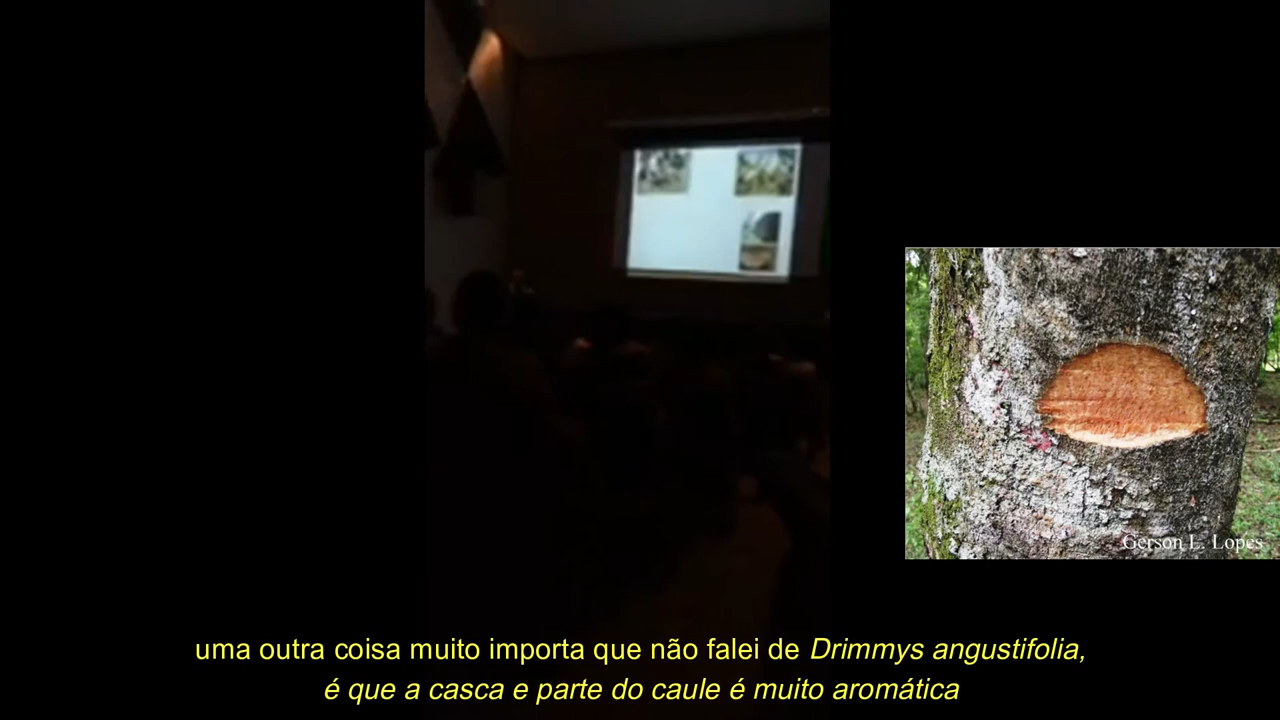 Gerson L. Lopes
uma outra coisa muito importa que não falei de Drimmys angustifolia,
é que a casca e parte do caule é muito aromática